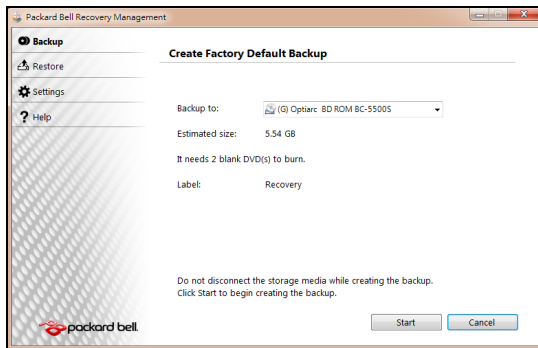 Packard Bell Recovery Management
Backup
Restore
Settings
Help
Create Factory Default Backup
Backup to: (G) Optiarc BD ROM BC-5500S
Estimated size: 5.54 GB
It needs 2 blank DVD(s) to burn.
Label: Recovery
Do not disconnect the storage media while creating the backup.
Click Start to begin creating the backup.
packard bell.
Start Cancel